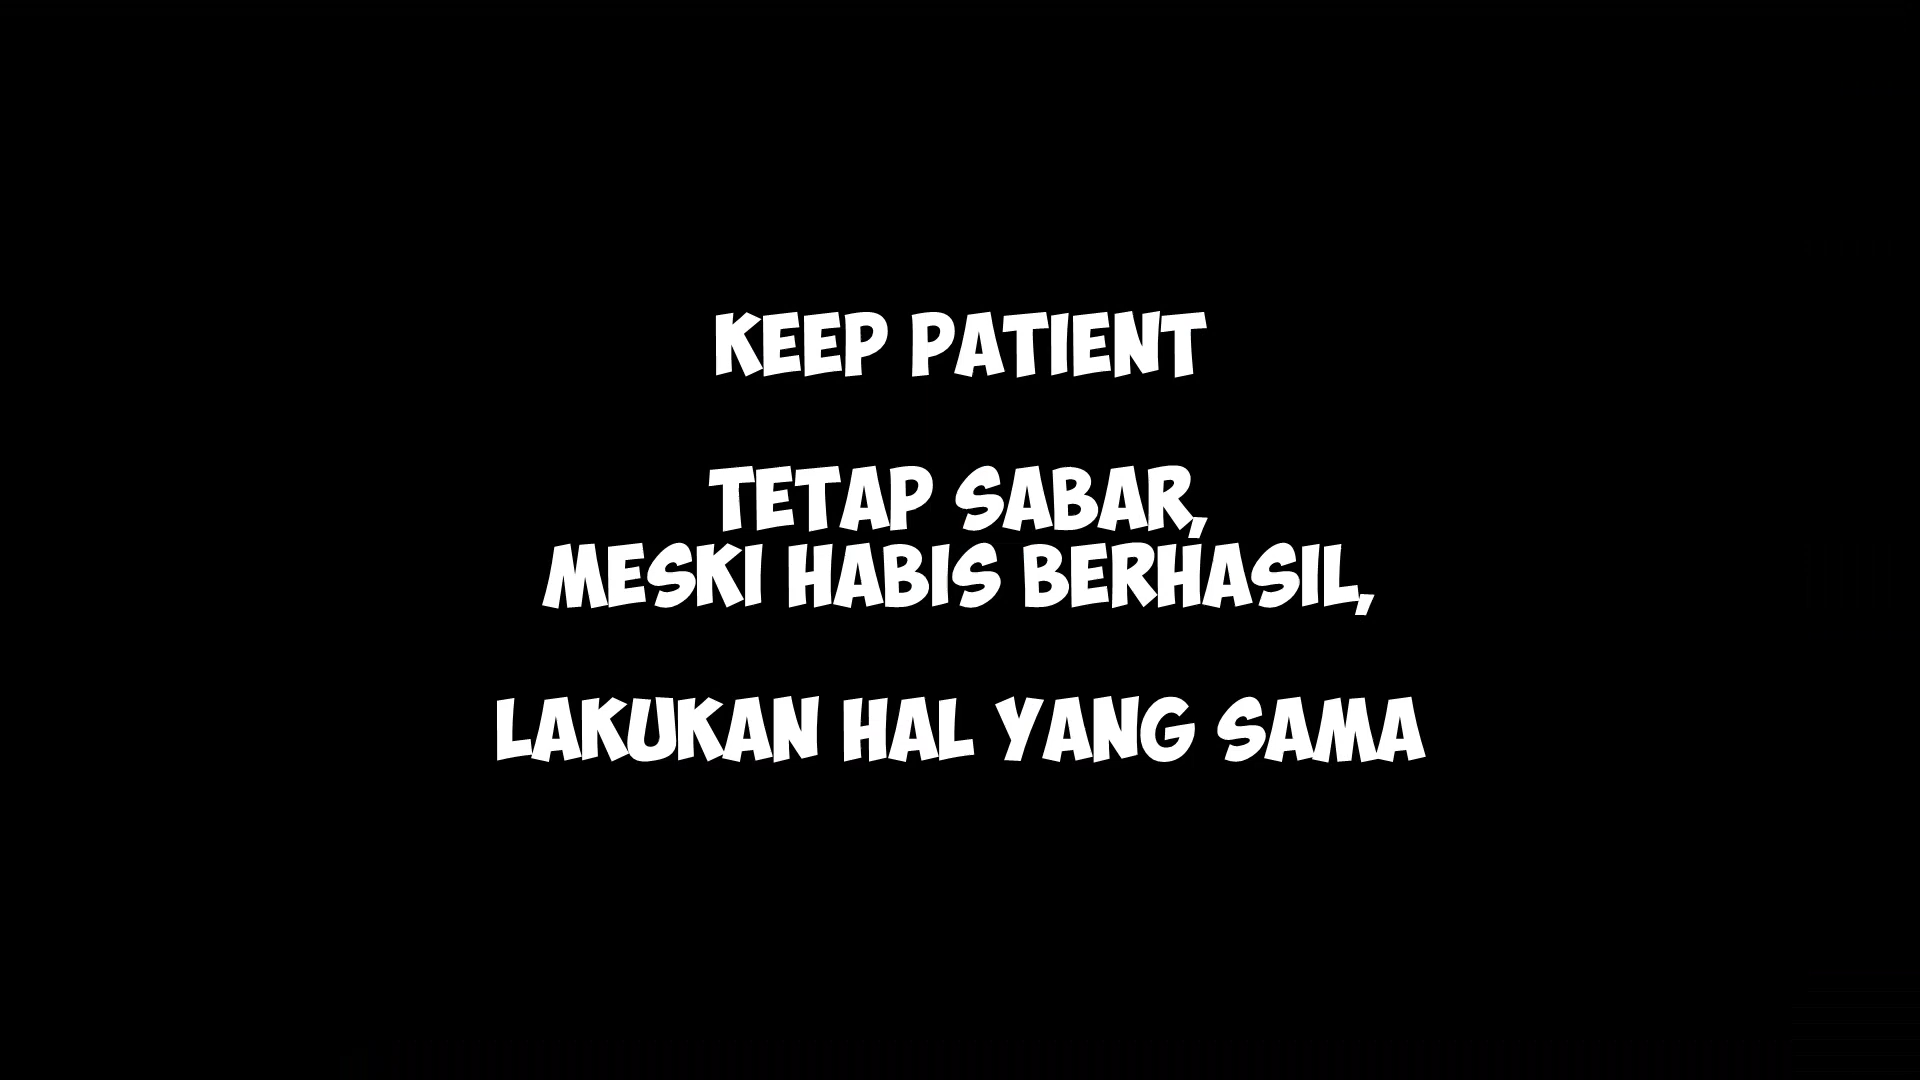 KEEP PATIENT
TETAP SABAR,
MESKI HABIS BERHASIL,
LAKUKAN HAL YANG SAMA